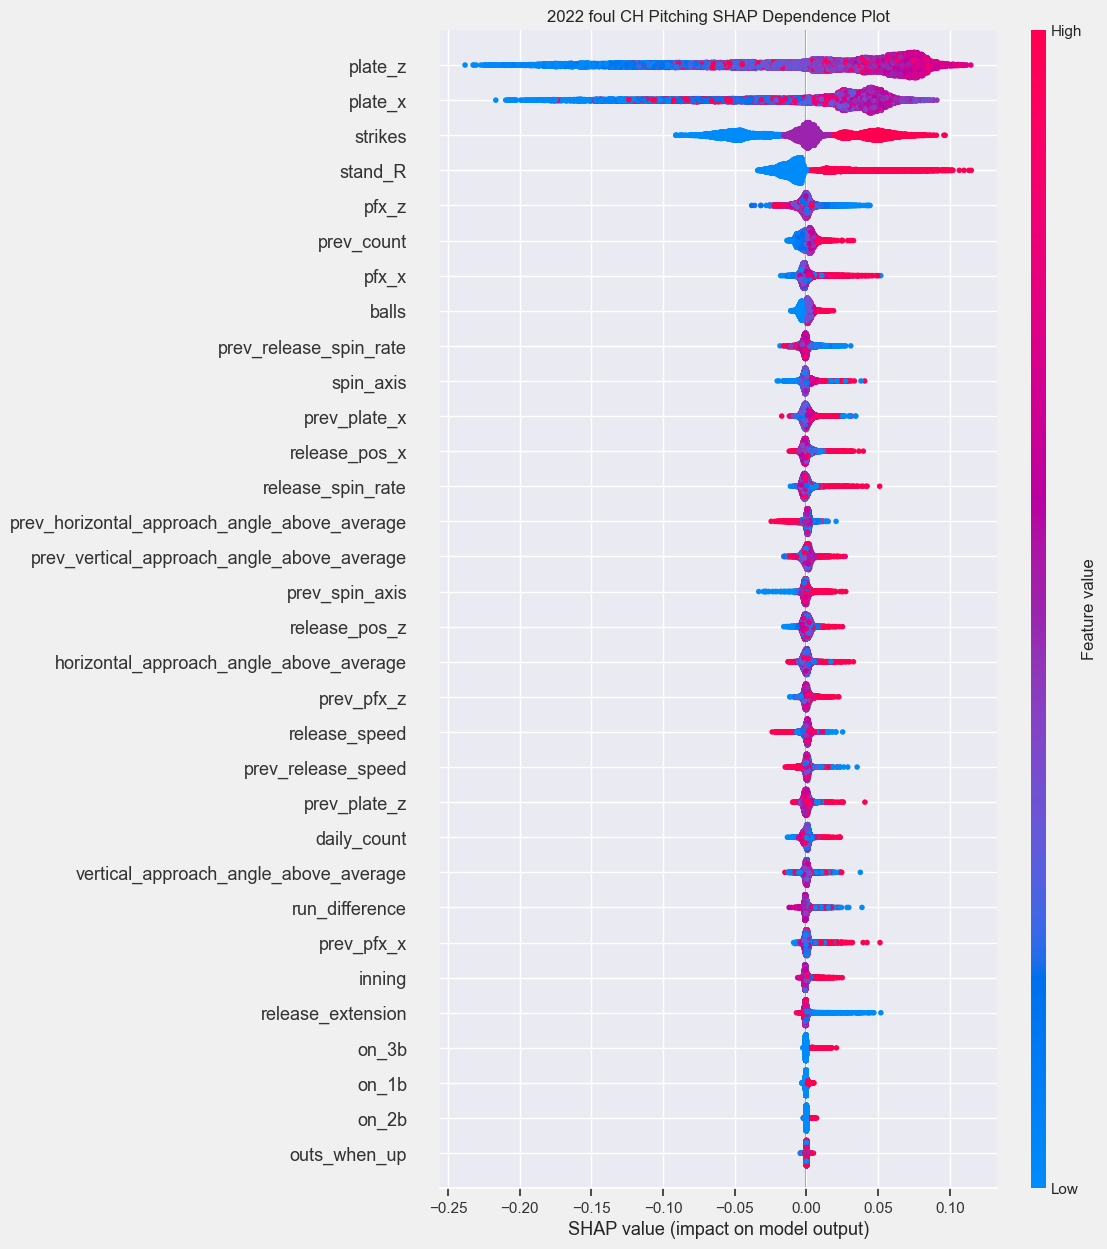 2022 foul CH Pitching SHAP Dependence Plot
High
plate_z
plate_x
strikes
stand_R
pfx_z
prev_count
pfx_x
balls
prev_release_spin_rate
spin_axis
prev_plate_x
release_pos_x
release_spin_rate
prev_horizontal_approach_angle_above_average
prev_vertical_approach_angle_above_average
prev_spin_axis
release_pos_z
horizontal_approach_angle_above_average
prev_pfx_z
release_speed
prev_release_speed
prev_plate_z
daily_count
vertical_approach_angle_above_average
run_difference
prev_pfx_x
inning
release_extension
on_3b
on_1b
on_2b
outs_when_up
Feature value
Low
−0.25 −0.20 −0.15 −0.10 −0.05 0.00 0.05 0.10
SHAP value (impact on model output)